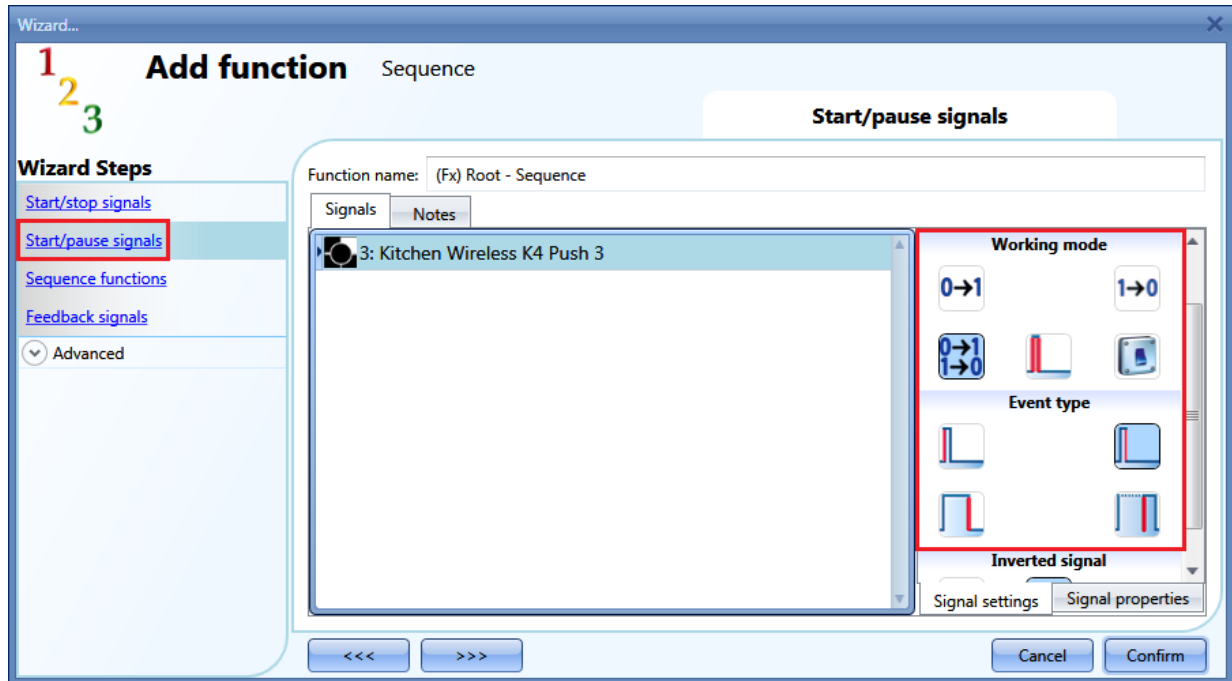 Wizard...
1
2
3
Add function Sequence
Start/pause signals
Wizard Steps
Start/stop signals
Start/pause signals
Sequence functions
Feedback signals
Advanced
Function name: (Fx) Root - Sequence
Signals Notes
3: Kitchen Wireless K4 Push 3
Working mode
0→1 1→0
0→1
1→0
Event type
Inverted signal
Signal settings Signal properties
<<< >>> Cancel Confirm